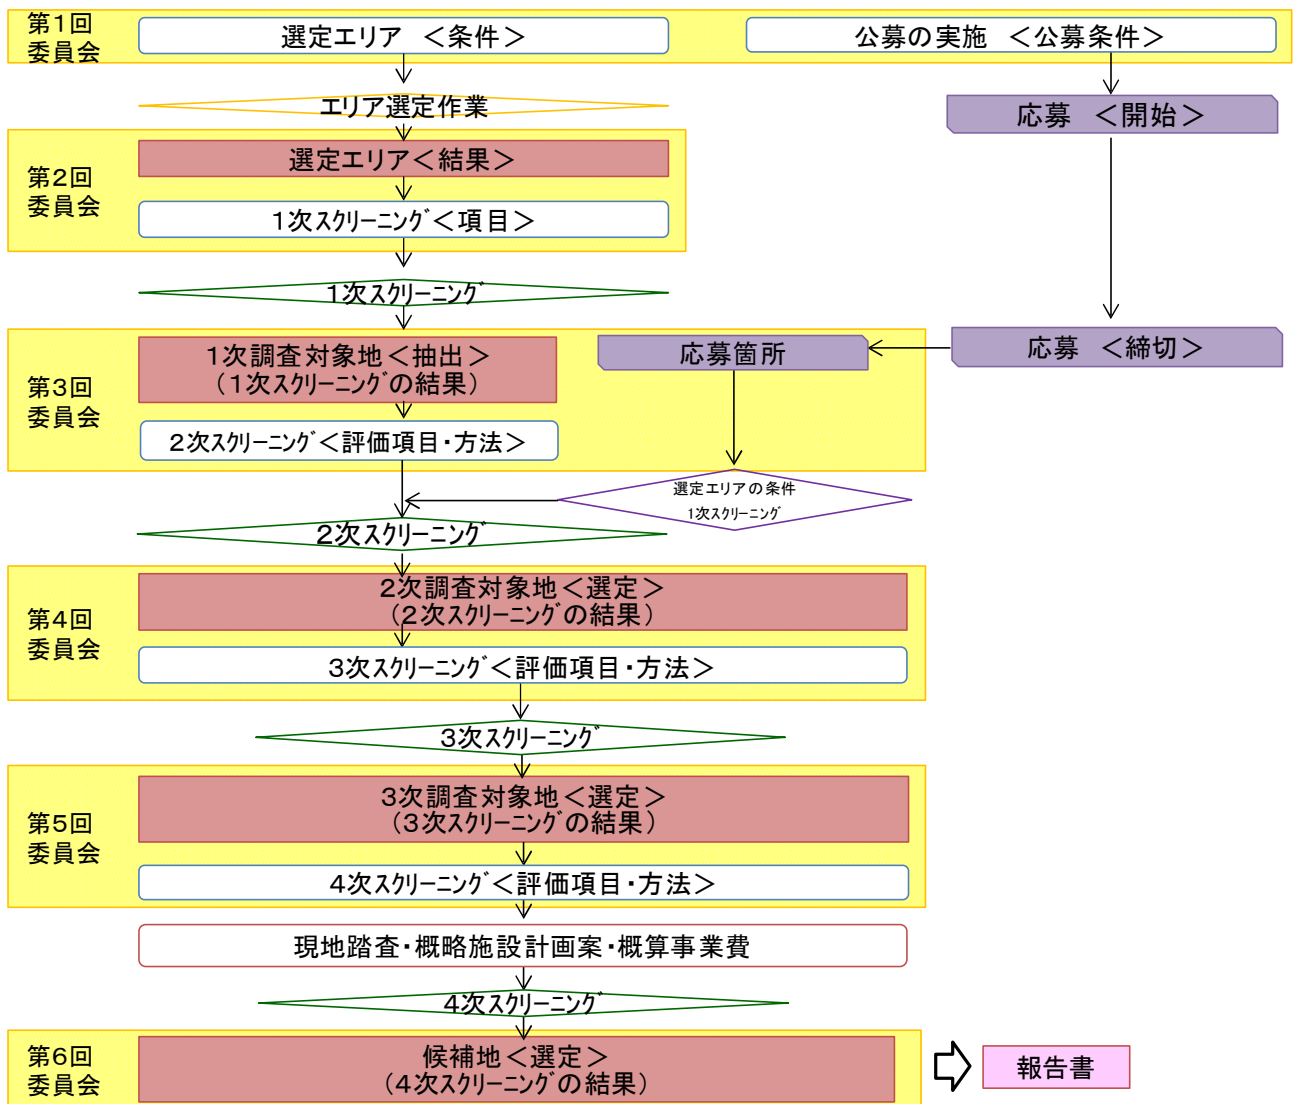 第1回
委員会
選定エリア ＜条件＞
公募の実施 ＜公募条件＞
エリア選定作業
応募 ＜開始＞
第2回
委員会
選定エリア＜結果＞
1次ｽｸﾘｰﾆﾝｸﾞ＜項目＞
1次ｽｸﾘｰﾆﾝｸﾞ
第3回
委員会
1次調査対象地＜抽出＞
（1次ｽｸﾘｰﾆﾝｸﾞの結果）
応募箇所
応募 ＜締切＞
2次ｽｸﾘｰﾆﾝｸﾞ＜評価項目・方法＞
選定エリアの条件
1次ｽｸﾘｰﾆﾝｸﾞ
2次ｽｸﾘｰﾆﾝｸﾞ
第4回
委員会
2次調査対象地＜選定＞
（2次ｽｸﾘｰﾆﾝｸﾞの結果）
3次ｽｸﾘｰﾆﾝｸﾞ＜評価項目・方法＞
3次ｽｸﾘｰﾆﾝｸﾞ
第5回
委員会
3次調査対象地＜選定＞
（3次ｽｸﾘｰﾆﾝｸﾞの結果）
4次ｽｸﾘｰﾆﾝｸﾞ＜評価項目・方法＞
現地踏査・概略施設計画案・概算事業費
4次ｽｸﾘｰﾆﾝｸﾞ
第6回
委員会
候補地＜選定＞
（4次ｽｸﾘｰﾆﾝｸﾞの結果）
報告書